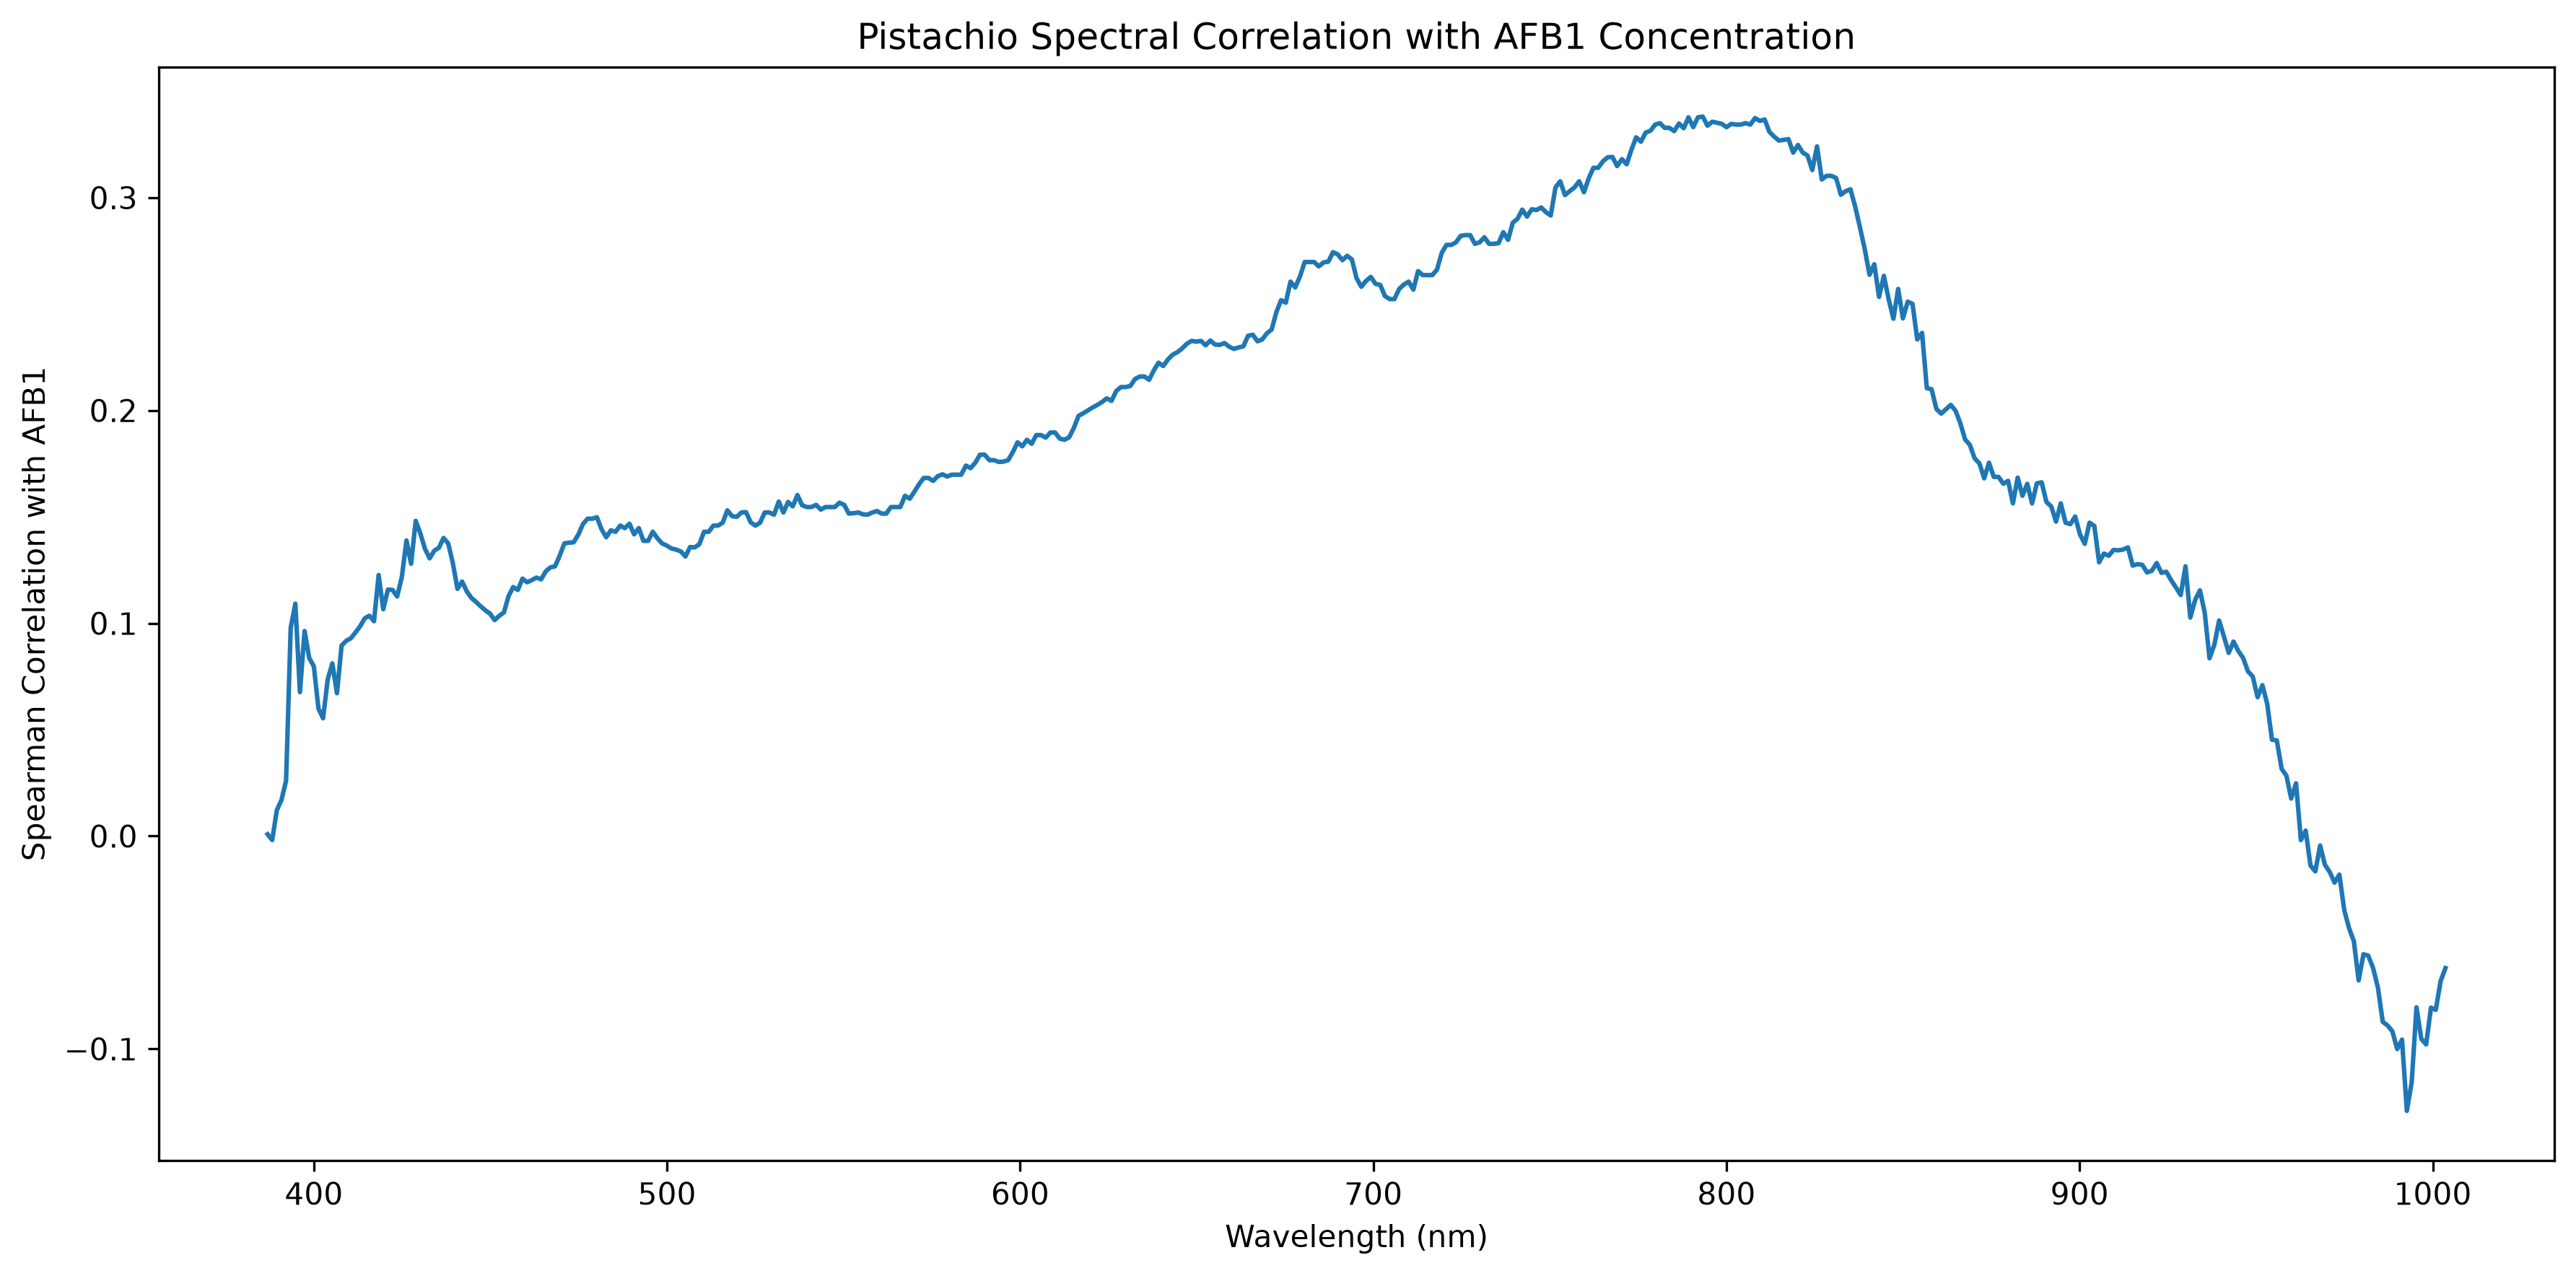 Pistachio Spectral Correlation with AFB1 Concentration
Spearman Correlation with AFB1
0.3
0.2
0.1
0.0
−0.1
400 500 600 700 800 900 1000
Wavelength (nm)